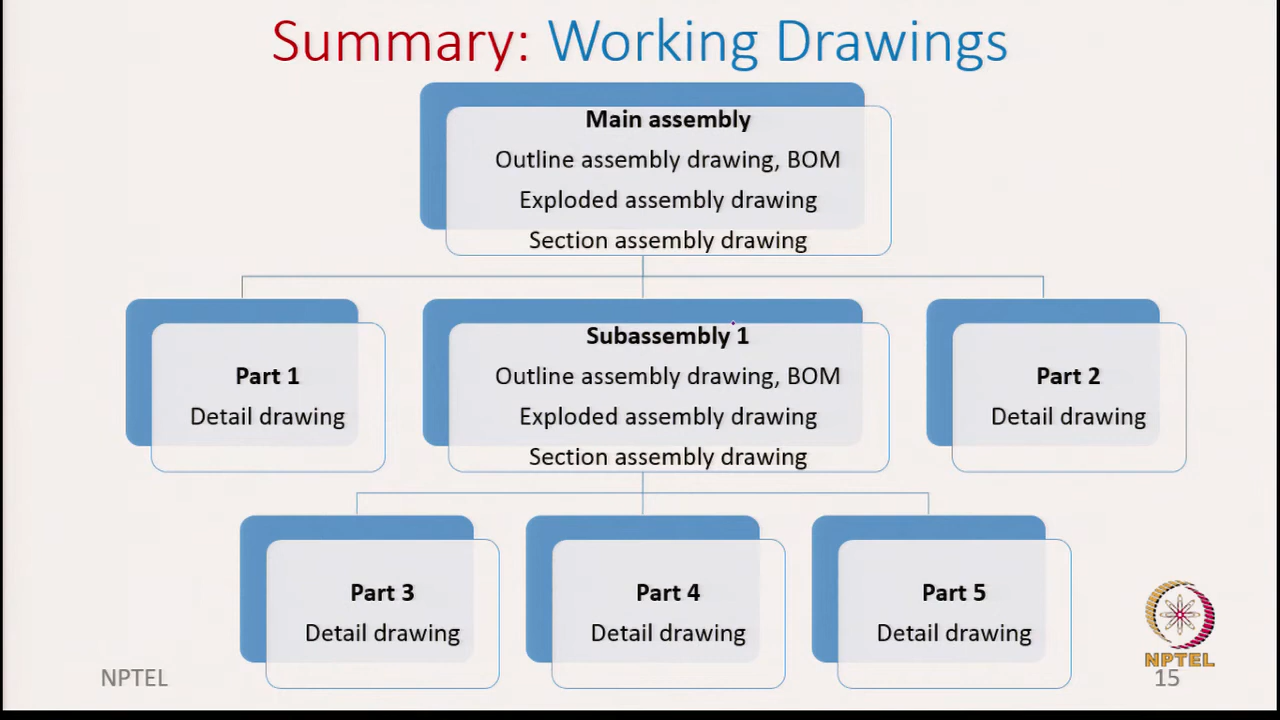 Summary: Working Drawings
Main assembly
Outline assembly drawing, BOM
Exploded assembly drawing
Section assembly drawing
Part 1
Detail drawing
Subassembly 1
Outline assembly drawing, BOM
Exploded assembly drawing
Section assembly drawing
Part 2
Detail drawing
Part 3
Detail drawing
Part 4
Detail drawing
Part 5
Detail drawing
NPTEL
NPTEL
15